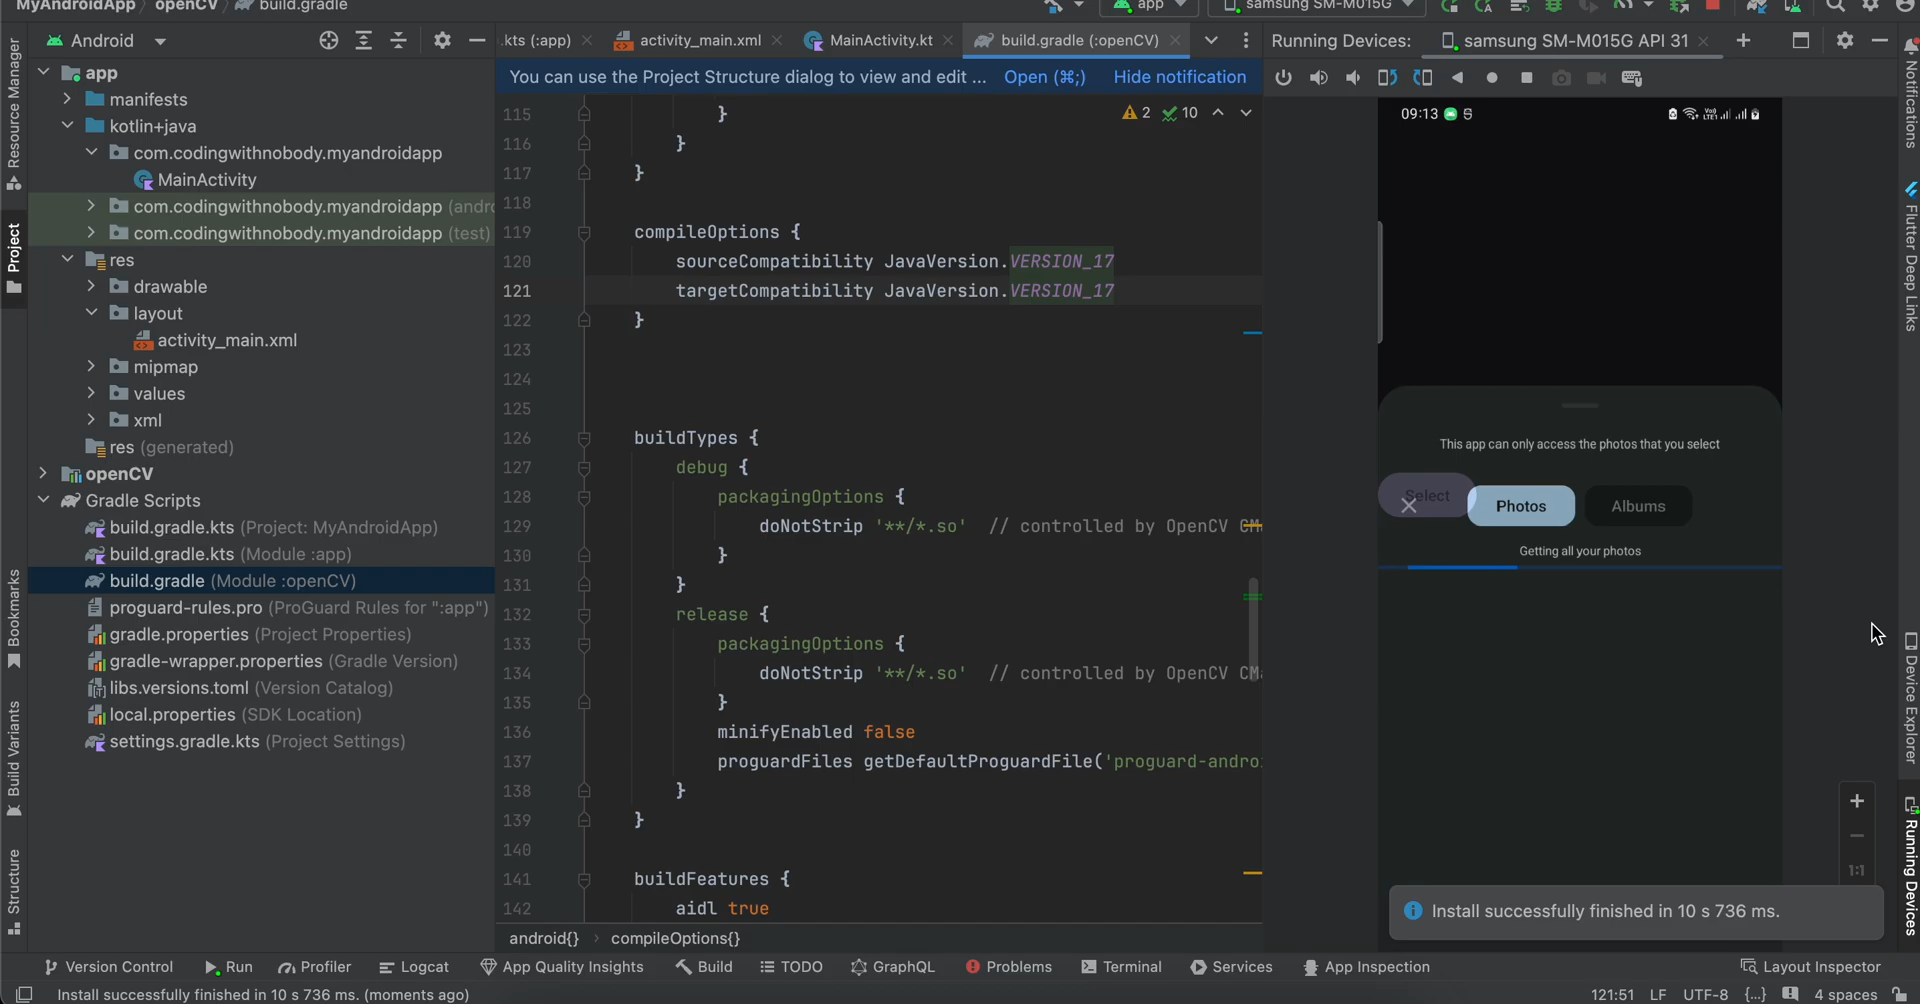 MyAndroidApp openCV build.gradle
app samsung SM-M015G
Android
.kts (:app) activity_main.xml MainActivity.kt build.gradle (:openCV)
Running Devices: samsung SM-M015G API 31
You can use the Project Structure dialog to view and edit ... Open (⌘;) Hide notification
app
manifests
kotlin+java
com.codingwithnobody.myandroidapp
MainActivity
com.codingwithnobody.myandroidapp (andro
com.codingwithnobody.myandroidapp (test)
res
drawable
layout
activity_main.xml
mipmap
values
xml
res (generated)
openCV
Gradle Scripts
build.gradle.kts (Project: MyAndroidApp)
build.gradle.kts (Module :app)
build.gradle (Module :openCV)
proguard-rules.pro (ProGuard Rules for ":app")
gradle.properties (Project Properties)
gradle-wrapper.properties (Gradle Version)
libs.versions.toml (Version Catalog)
local.properties (SDK Location)
settings.gradle.kts (Project Settings)
Resource Manager
Project
Bookmarks
Build Variants
Structure
2 10
115 }
116 }
117 }
118
119 compileOptions {
120 sourceCompatibility JavaVersion.VERSION_17
121 targetCompatibility JavaVersion.VERSION_17
122 }
123
124
125
126 buildTypes {
127 debug {
128 packagingOptions {
129 doNotStrip '**/*.so' // controlled by OpenCV CMa
130 }
131 }
132 release {
133 packagingOptions {
134 doNotStrip '**/*.so' // controlled by OpenCV CMa
135 }
136 minifyEnabled false
137 proguardFiles getDefaultProguardFile('proguard-androi
138 }
139 }
140
141 buildFeatures {
142 aidl true
android{} › compileOptions{}
09:13
This app can only access the photos that you select
Select
Photos Albums
Getting all your photos
1:1
Install successfully finished in 10 s 736 ms.
Notifications
Flutter Deep Links
Device Explorer
Running Devices
Version Control Run Profiler Logcat App Quality Insights Build TODO GraphQL Problems Terminal Services App Inspection Layout Inspector
Install successfully finished in 10 s 736 ms. (moments ago) 121:51 LF UTF-8 {..} 4 spaces